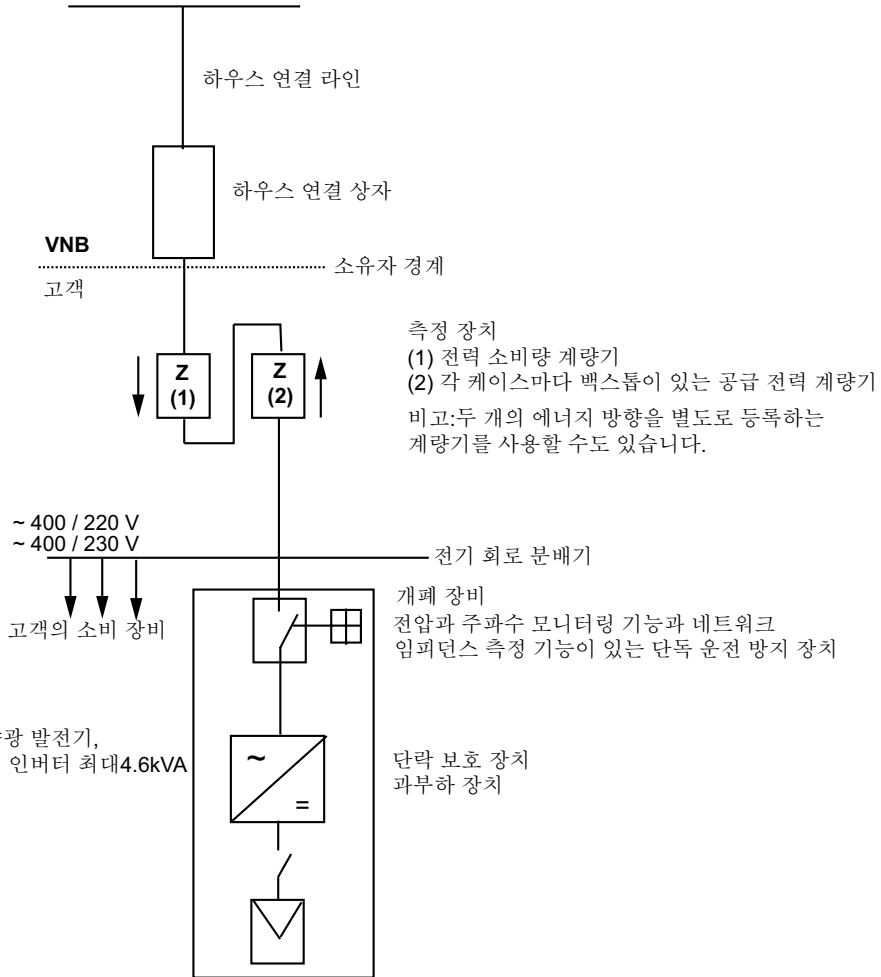 하우스 연결 라인
하우스 연결 상자
VNB
소유자 경계
고객
측정 장치
(1) 전력 소비량 계량기
(2) 각 케이스마다 백스톱이 있는 공급 전력 계량기
비고:두 개의 에너지 방향을 별도로 등록하는
계량기를 사용할 수도 있습니다.
Z
(1)
Z
(2)
~ 400 / 220 V
~ 400 / 230 V
전기 회로 분배기
고객의 소비 장비
개폐 장비
전압과 주파수 모니터링 기능과 네트워크
임피던스 측정 기능이 있는 단독 운전 방지 장치
광 발전기,
인버터 최대4.6kVA
~
=
단락 보호 장치
과부하 장치